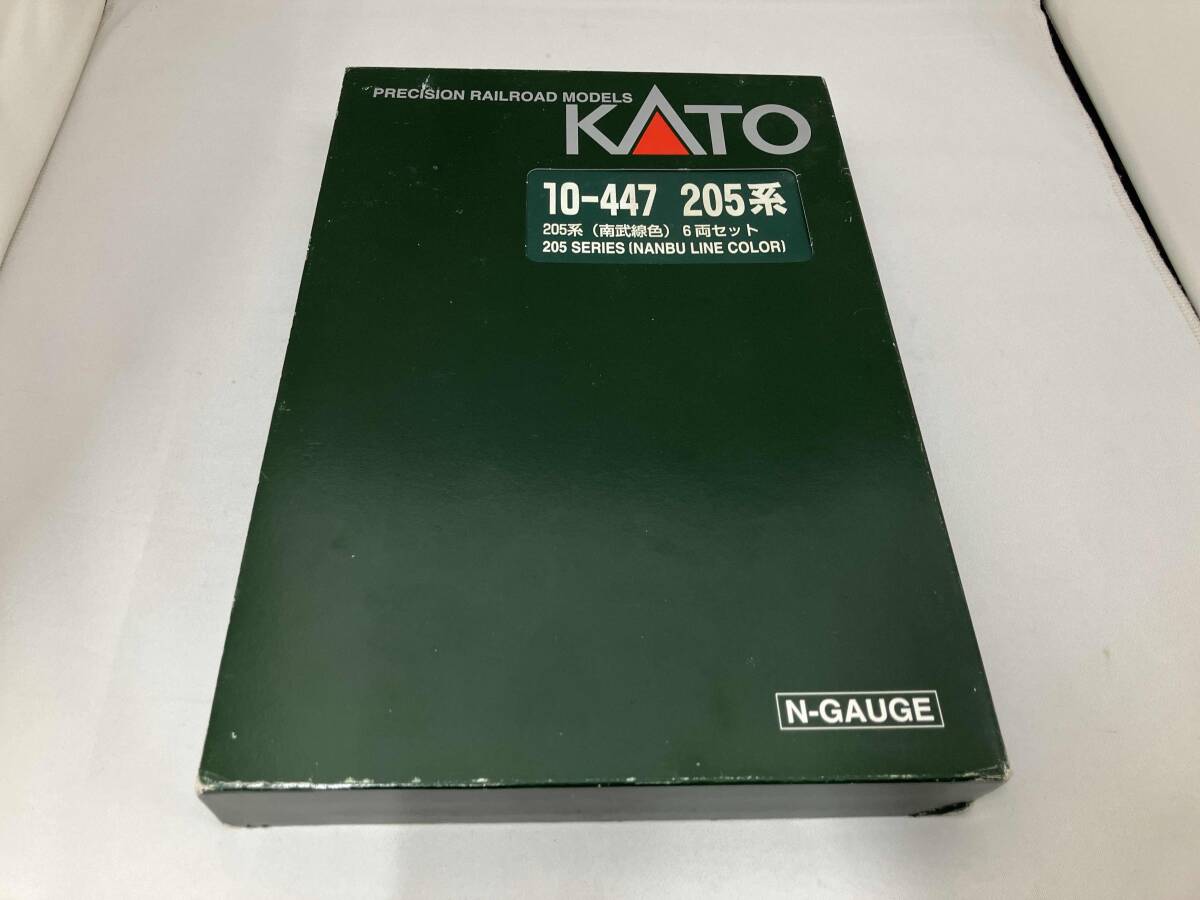 PRECISION RAILROAD MODELS
KATO
10-447 205系
205系(南武線色) 6両セット
205 SERIES (NANBU LINE COLOR)
N-GAUGE